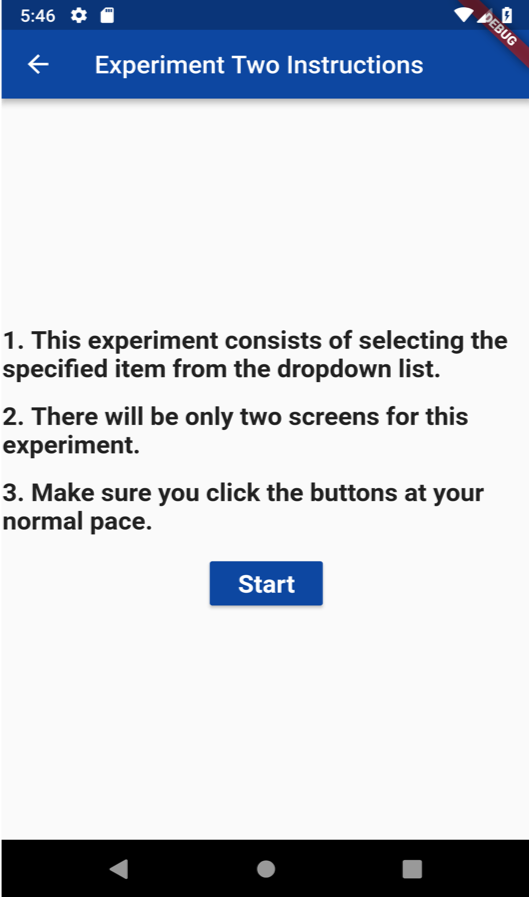 5:46
DEBUG
Experiment Two Instructions
1. This experiment consists of selecting the
specified item from the dropdown list.
2. There will be only two screens for this
experiment.
3. Make sure you click the buttons at your
normal pace.
Start